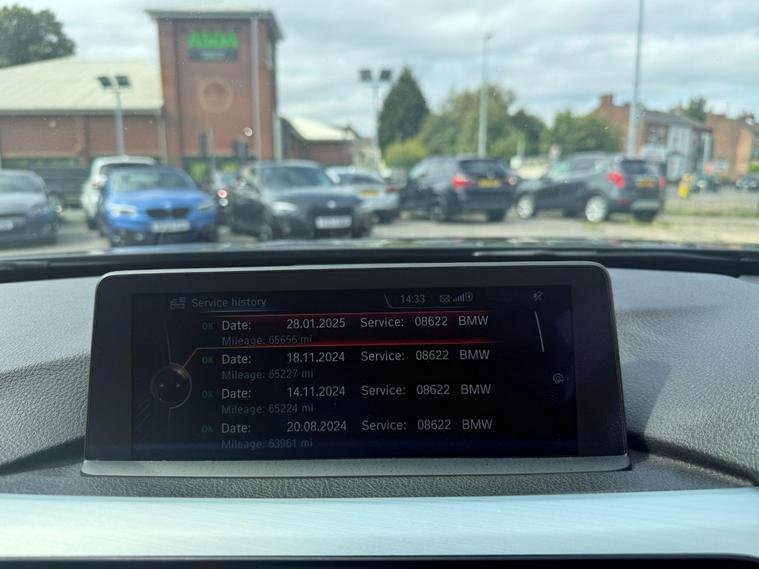 ASDA
Service history 14:33
OK Date: 28.01.2025 Service: 08622 BMW
Mileage: 65656 mi
OK Date: 18.11.2024 Service: 08622 BMW
Mileage: 65227 mi
OK Date: 14.11.2024 Service: 08622 BMW
Mileage: 65224 mi
OK Date: 20.08.2024 Service: 08622 BMW
Mileage: 63961 mi